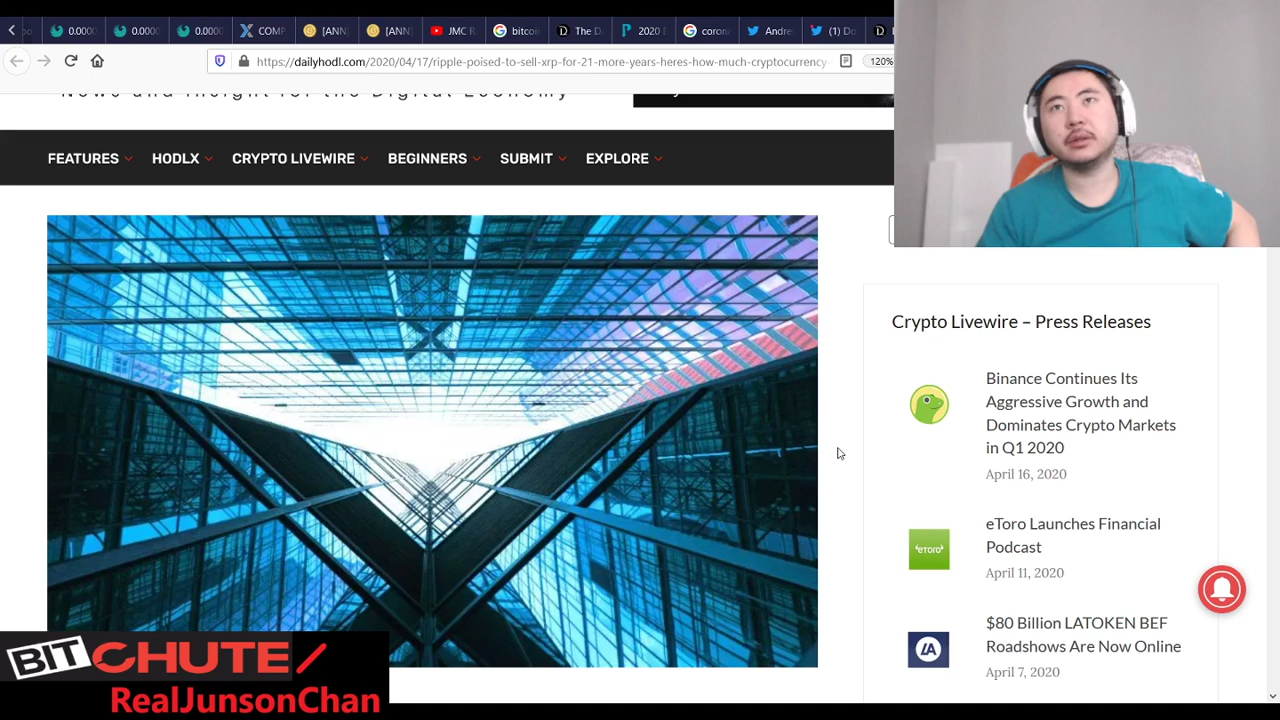 0.0000
0.0000
0.0000
COMP
[ANN]
[ANN]
JMC R
bitcoi
The D
2020 E
coron
Andre
(1) Do
https://dailyhodl.com/2020/04/17/ripple-poised-to-sell-xrp-for-21-more-years-heres-how-much-cryptocurrency-
120%
News and Insight for the Digital Economy
FEATURES
HODLX
CRYPTO LIVEWIRE
BEGINNERS
SUBMIT
EXPLORE
Crypto Livewire – Press Releases
Binance Continues Its
Aggressive Growth and
Dominates Crypto Markets
in Q1 2020
April 16, 2020
eToro
eToro Launches Financial
Podcast
April 11, 2020
LA
$80 Billion LATOKEN BEF
Roadshows Are Now Online
April 7, 2020
BITCHUTE
RealJunsonChan